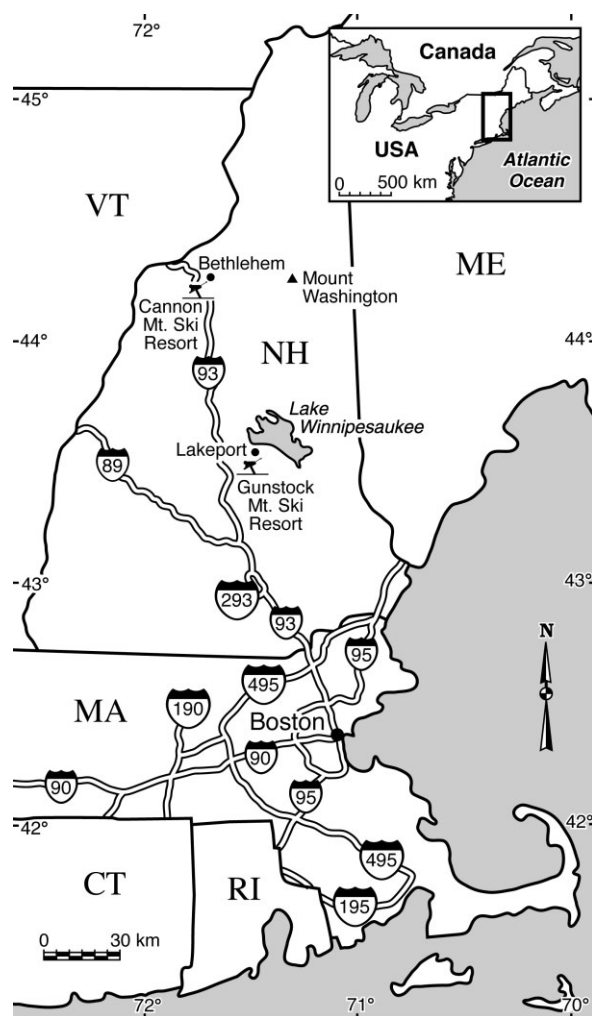 72°
Canada
USA
Atlantic
Ocean
0 500 km
45°
VT
ME
Bethlehem
Mount
Washington
Cannon
Mt. Ski
Resort
44°
44°
NH
93
Lake
Winnipesaukee
Lakeport
89
Gunstock
Mt. Ski
Resort
43°
43°
293
93
95
N
495
190
MA
Boston
90
90
95
42°
42°
495
CT
RI
195
0 30 km
72°
71°
70°